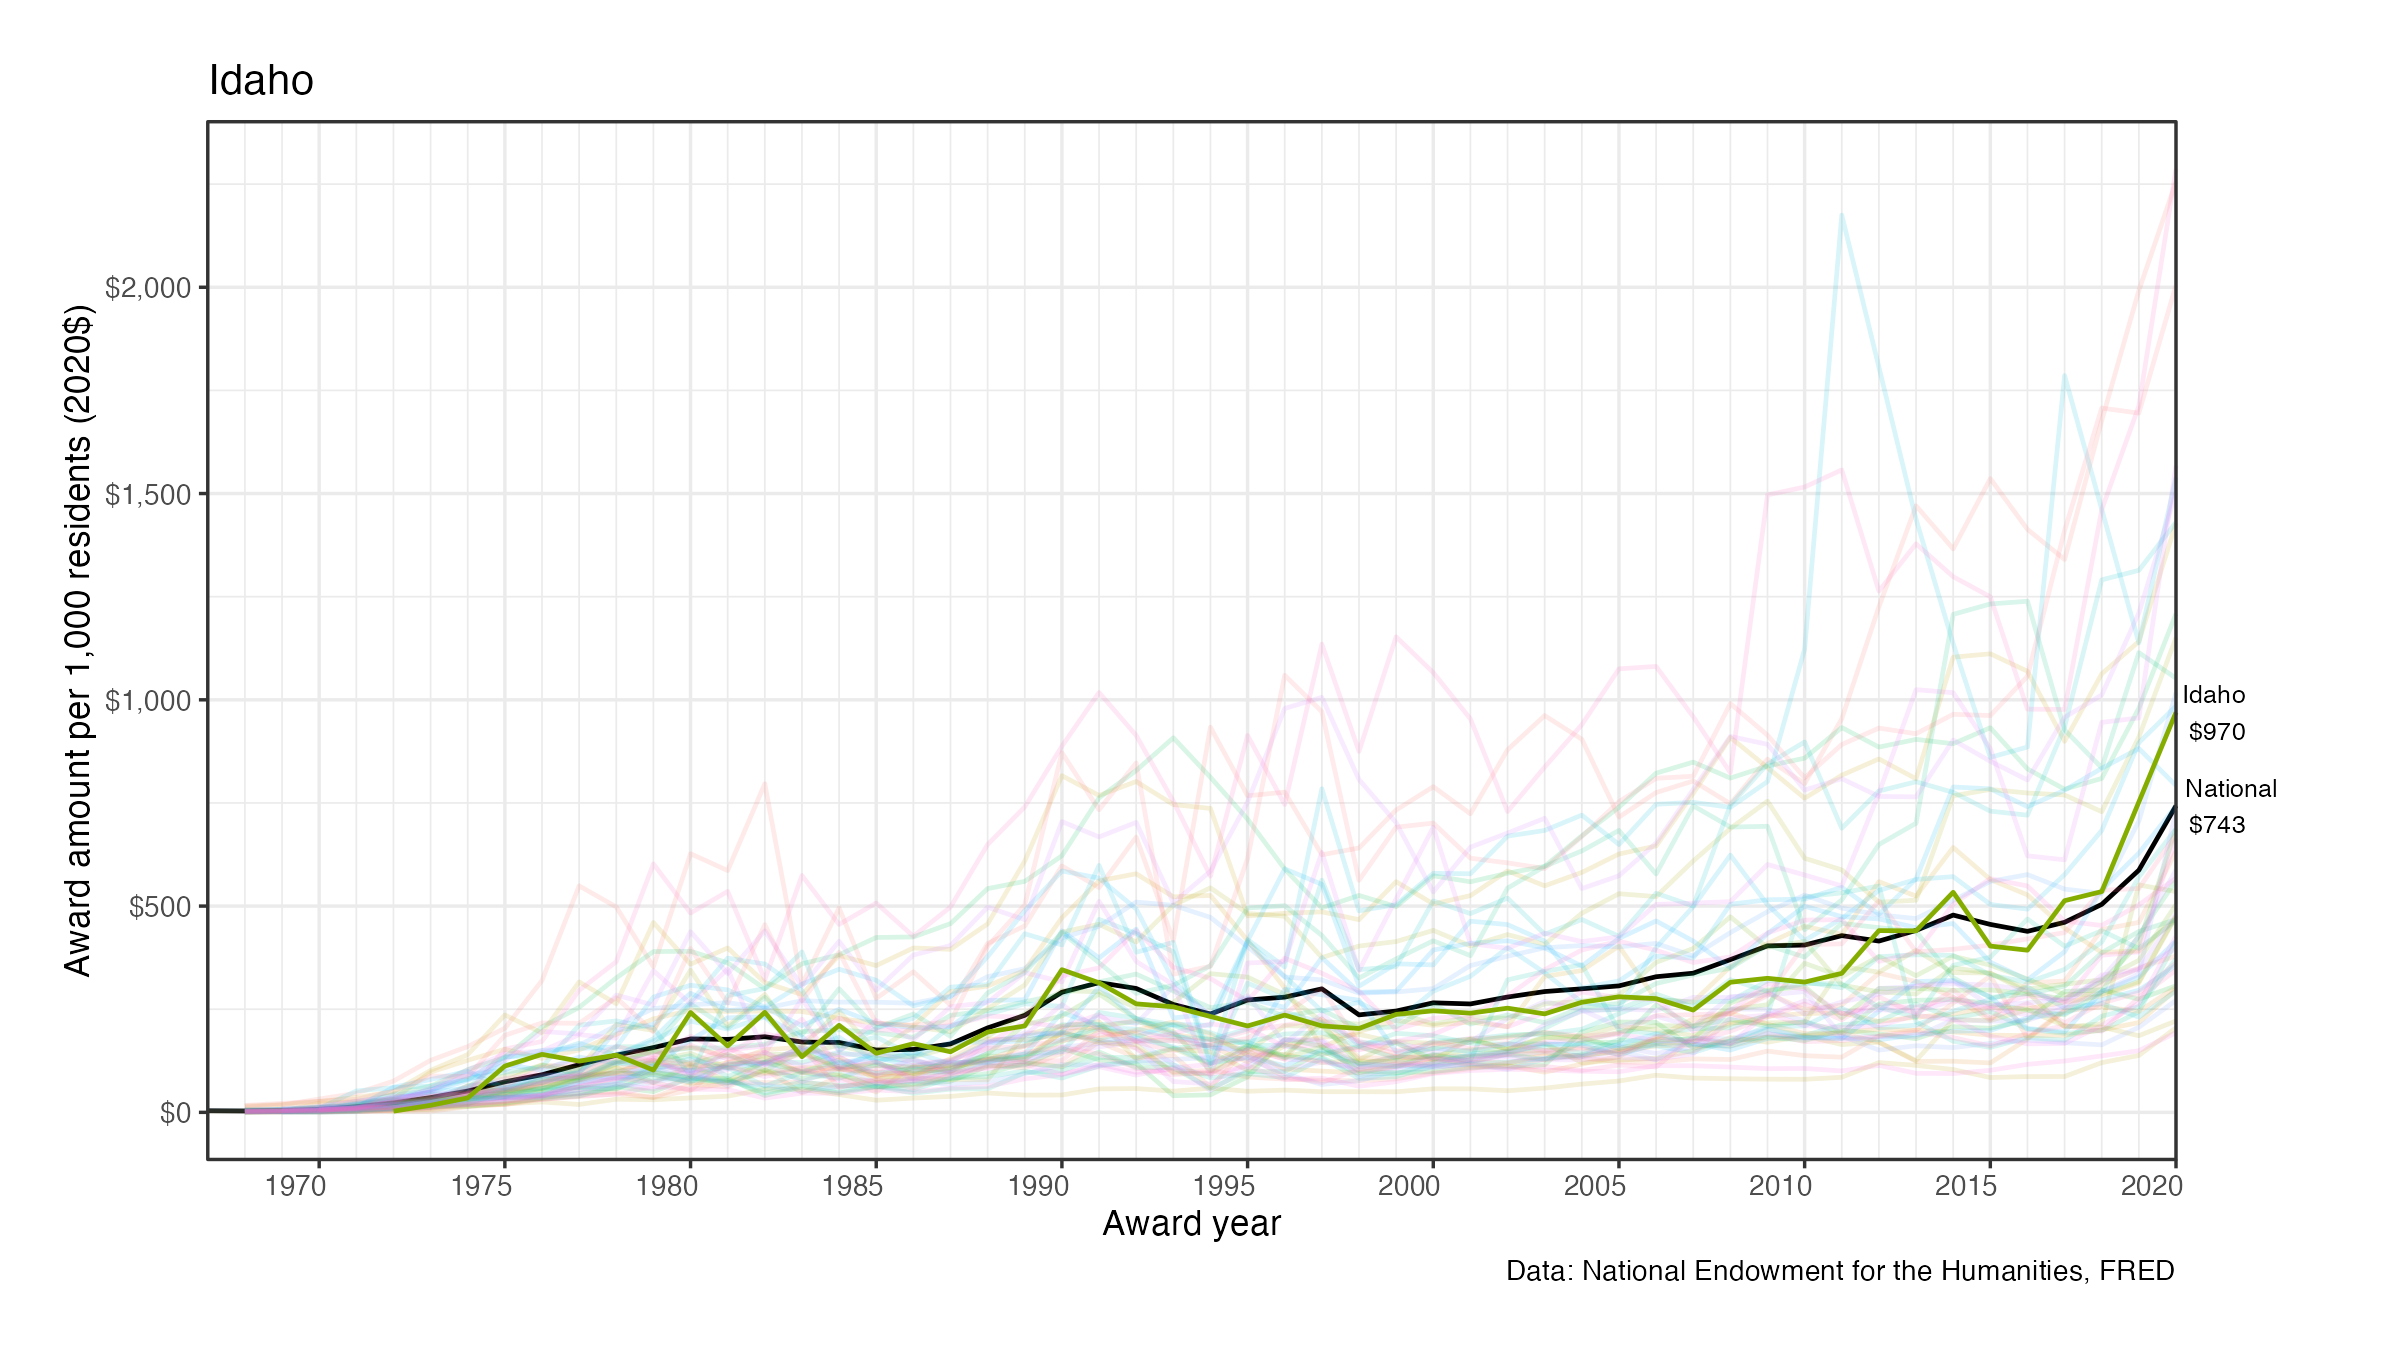 Idaho
Award amount per 1,000 residents (2020$)
$2,000
$1,500
$1,000
$500
$0
Idaho
$970
National
$743
1970 1975 1980 1985 1990 1995 2000 2005 2010 2015 2020
Award year
Data: National Endowment for the Humanities, FRED